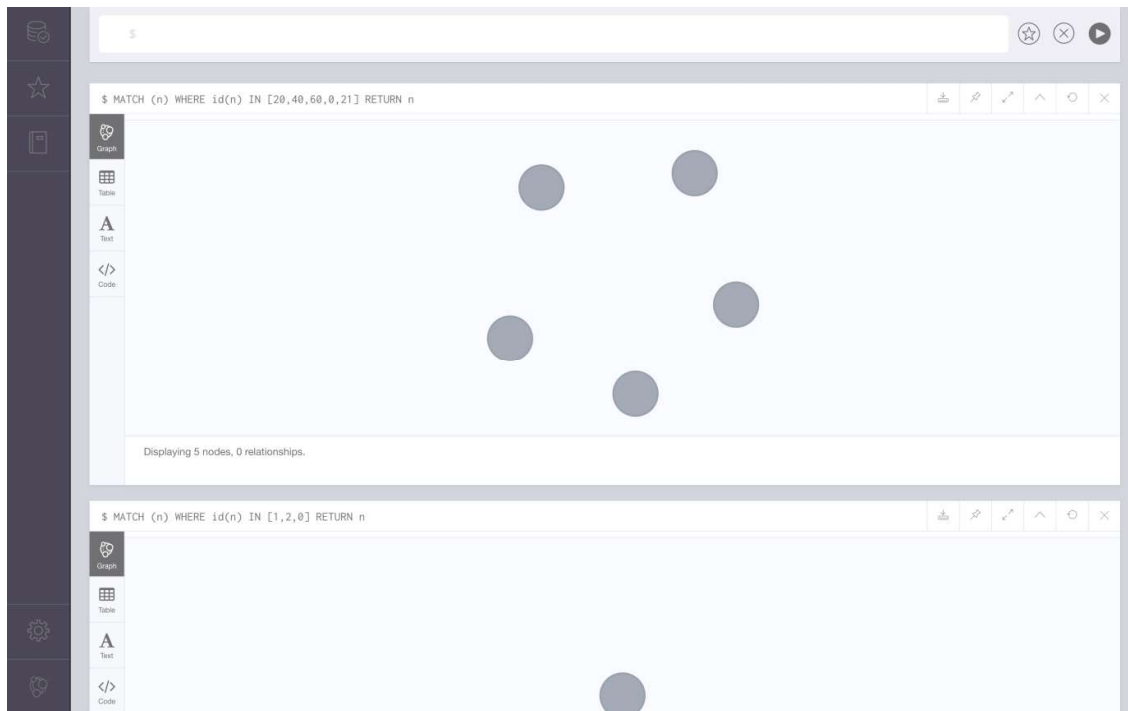 $
$ MATCH (n) WHERE id(n) IN [20,40,60,0,21] RETURN n
Graph
Table
A
Text
</>
Code
Displaying 5 nodes, 0 relationships.
$ MATCH (n) WHERE id(n) IN [1,2,0] RETURN n
Graph
Table
A
Text
</>
Code